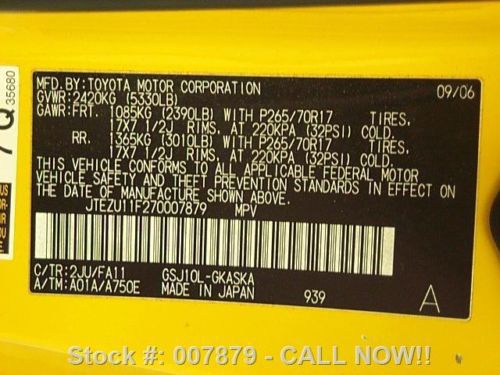 MFD. BY: TOYOTA MOTOR CORPORATION 09/06
GVWR: 2420KG (5330LB)
GAWR: FRT. 1085KG (2390LB) WITH P265/70R17 TIRES,
17X7 1/2J RIMS, AT 220KPA (32PSI) COLD.
RR. 1365KG (3010LB) WITH P265/70R17 TIRES,
17X7 1/2J RIMS, AT 220KPA (32PSI) COLD.
THIS VEHICLE CONFORMS TO ALL APPLICABLE FEDERAL MOTOR
VEHICLE SAFETY AND THEFT PREVENTION STANDARDS IN EFFECT
ON THE DATE OF MANUFACTURE SHOWN ABOVE.
JTEZU11F270007879 MPV
C/TR: 2JU/FA11 GSJ10L-GKASKA
A/TM: A01A/A750E MADE IN JAPAN 939 A
35680
Stock #: 007879 - CALL NOW!!